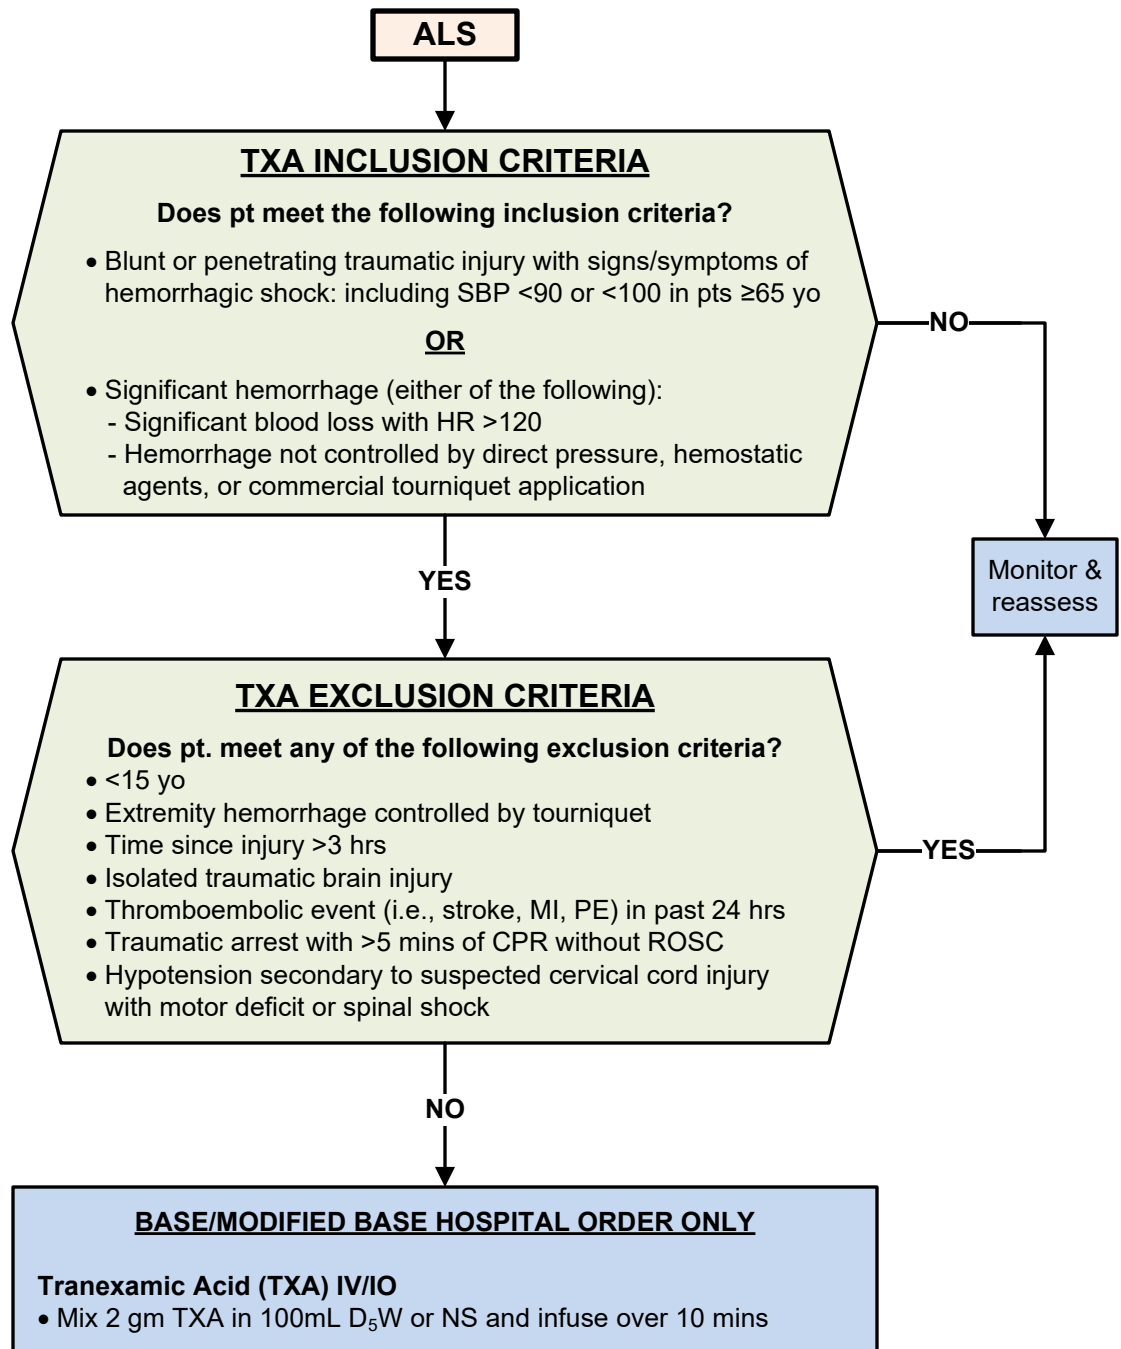 ALS
TXA INCLUSION CRITERIA
Does pt meet the following inclusion criteria?
• Blunt or penetrating traumatic injury with signs/symptoms of
hemorrhagic shock: including SBP <90 or <100 in pts ≥65 yo
OR
• Significant hemorrhage (either of the following):
- Significant blood loss with HR >120
- Hemorrhage not controlled by direct pressure, hemostatic
agents, or commercial tourniquet application
NO
Monitor &
reassess
YES
TXA EXCLUSION CRITERIA
Does pt. meet any of the following exclusion criteria?
• <15 yo
• Extremity hemorrhage controlled by tourniquet
• Time since injury >3 hrs
• Isolated traumatic brain injury
• Thromboembolic event (i.e., stroke, MI, PE) in past 24 hrs
• Traumatic arrest with >5 mins of CPR without ROSC
• Hypotension secondary to suspected cervical cord injury
with motor deficit or spinal shock
YES
NO
BASE/MODIFIED BASE HOSPITAL ORDER ONLY
Tranexamic Acid (TXA) IV/IO
• Mix 2 gm TXA in 100mL D₅W or NS and infuse over 10 mins